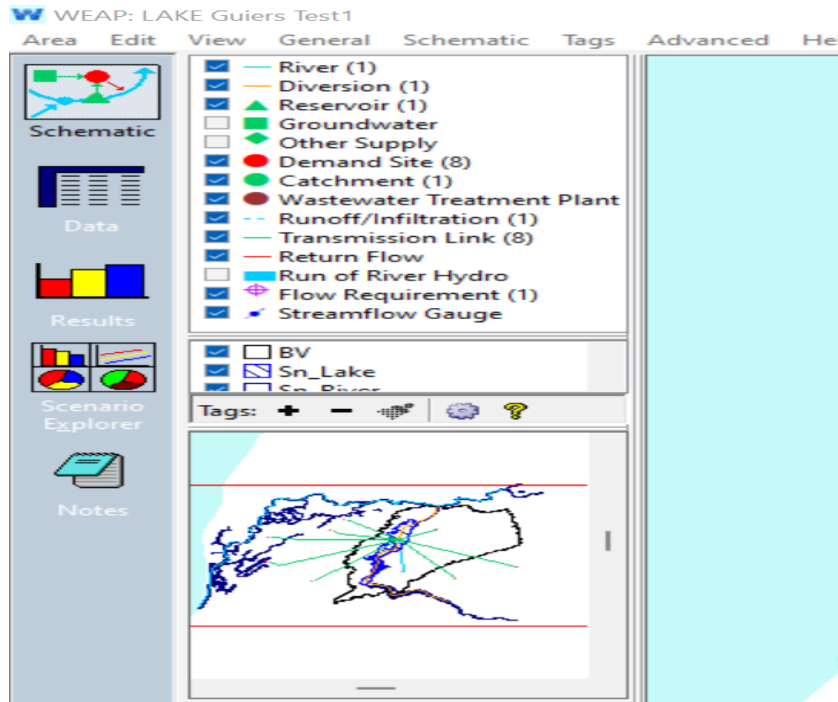 WEAP: LAKE Guiers Test1
Area Edit View General Schematic Tags Advanced
Schematic
Data
Results
Scenario
Explorer
Notes
River (1)
Diversion (1)
Reservoir (1)
Groundwater
Other Supply
Demand Site (8)
Catchment (1)
Wastewater Treatment Plant
Runoff/Infiltration (1)
Transmission Link (8)
Return Flow
Run of River Hydro
Flow Requirement (1)
Streamflow Gauge
BV
Sn_Lake
Sn_River
Tags: